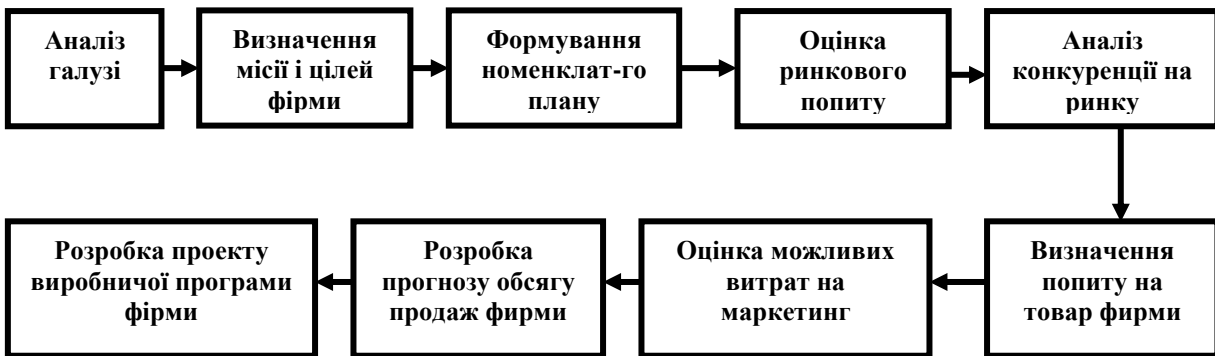 Аналіз
галузі
Визначення
місії і цілей
фірми
Формування
номенклат-го
плану
Оцінка
ринкового
попиту
Аналіз
конкуренції на
ринку
Розробка проекту
виробничої програми
фірми
Розробка
прогнозу обсягу
продаж фирми
Оцінка можливих
витрат на
маркетинг
Визначення
попиту на
товар фирми